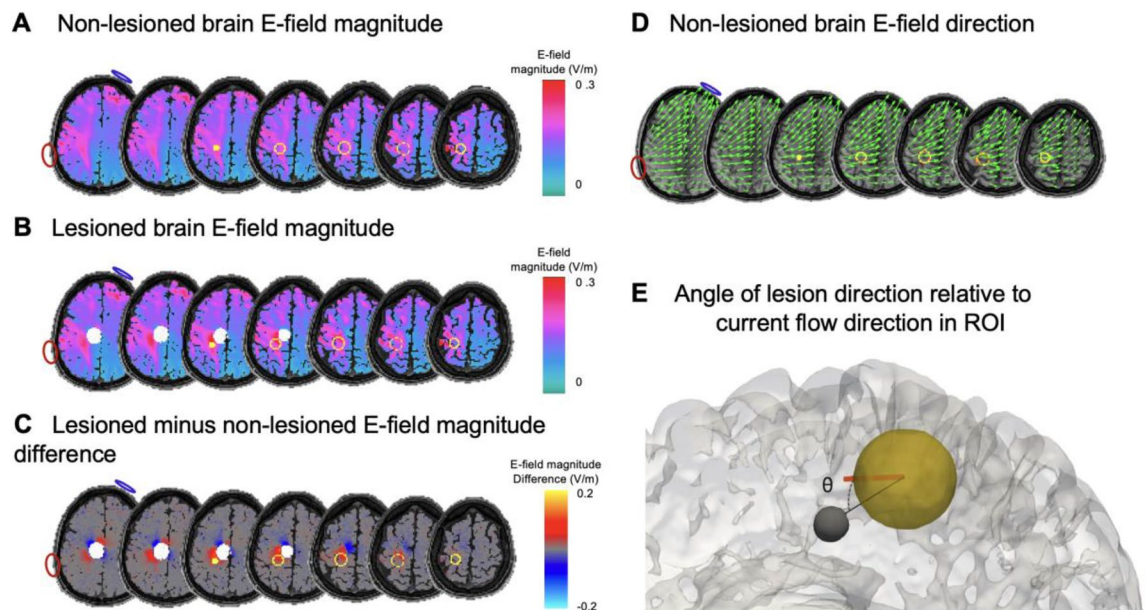 A Non-lesioned brain E-field magnitude
E-field
magnitude (V/m)
0.3
0
B Lesioned brain E-field magnitude
E-field
magnitude (V/m)
0.3
0
C Lesioned minus non-lesioned E-field magnitude
difference
E-field magnitude
Difference (V/m)
0.2
-0.2
D Non-lesioned brain E-field direction
E Angle of lesion direction relative to
current flow direction in ROI
θ